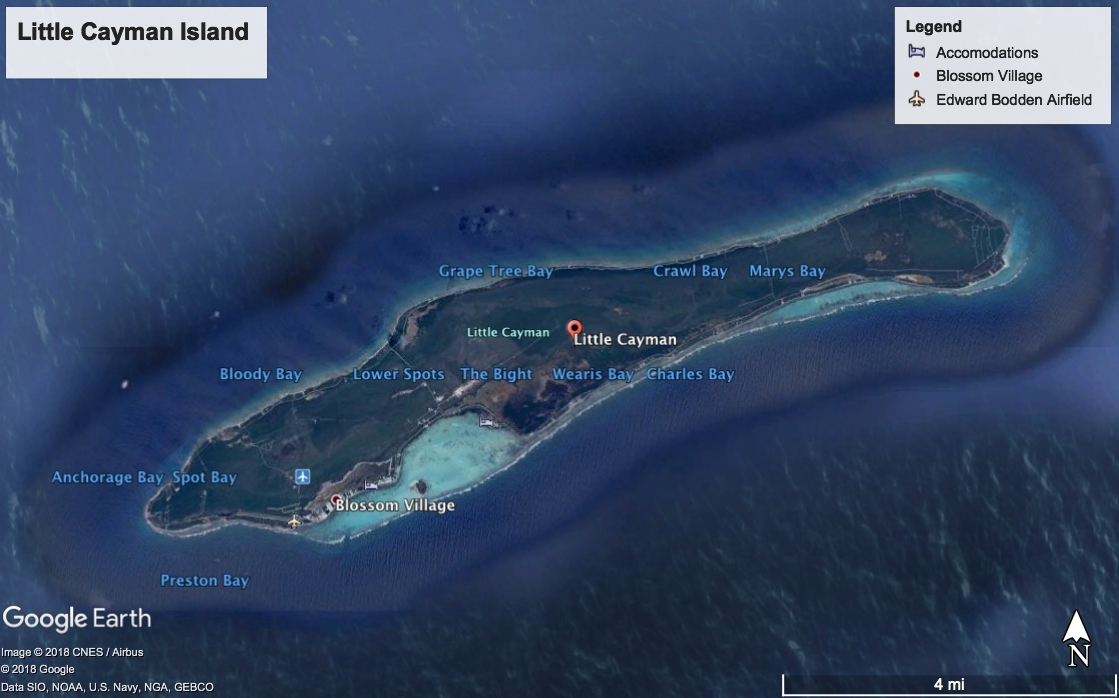 Little Cayman Island
Legend
Accomodations
Blossom Village
Edward Bodden Airfield
Grape Tree Bay
Crawl Bay
Marys Bay
Little Cayman
Little Cayman
Bloody Bay
Lower Spots
The Bight
Wearis Bay
Charles Bay
Anchorage Bay
Spot Bay
Blossom Village
Preston Bay
Google Earth
Image © 2018 CNES / Airbus
© 2018 Google
Data SIO, NOAA, U.S. Navy, NGA, GEBCO
N
4 mi